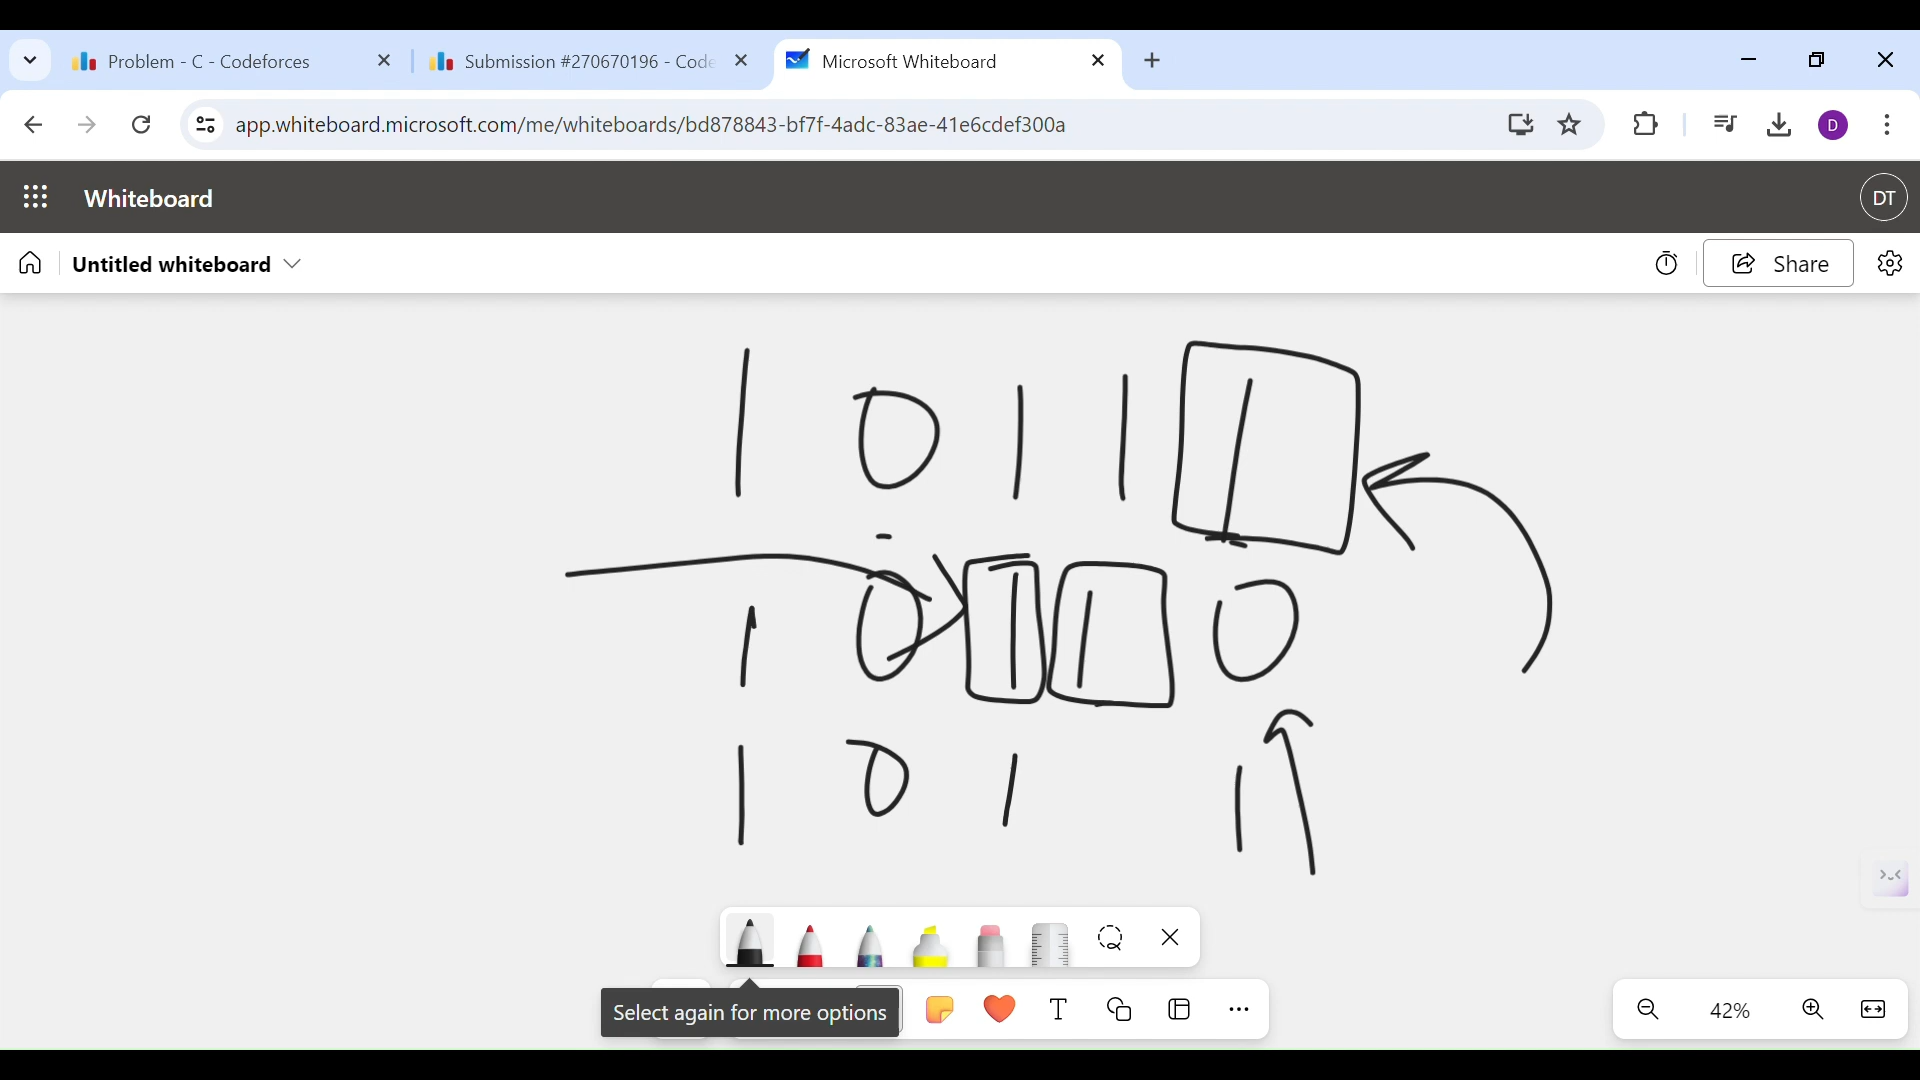 Problem - C - Codeforces
Submission #270670196 - Code
Microsoft Whiteboard
app.whiteboard.microsoft.com/me/whiteboards/bd878843-bf7f-4adc-83ae-41e6cdef300a
D
Whiteboard
DT
Untitled whiteboard
Share
1 0 1 1 1
1 0 1 1 0
1 0 1 1
Select again for more options
T
42%